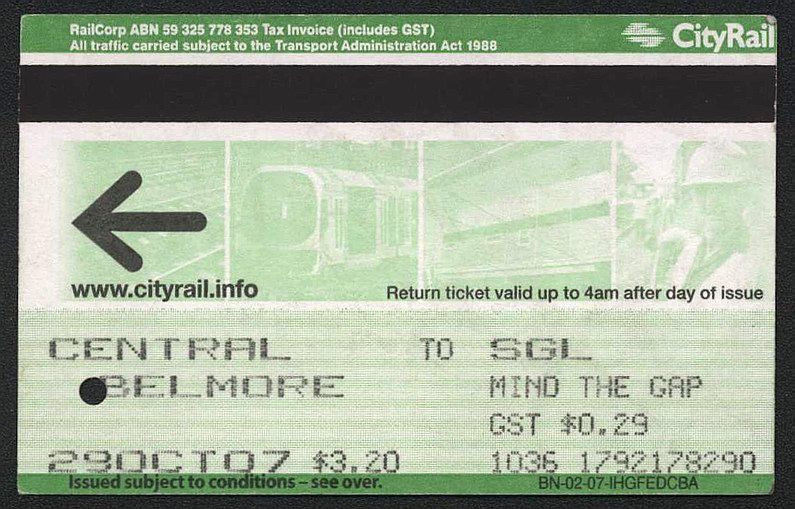 RailCorp ABN 59 325 778 353 Tax Invoice (includes GST)
All traffic carried subject to the Transport Administration Act 1988
CityRail
www.cityrail.info
Return ticket valid up to 4am after day of issue
CENTRAL TO SGL
BELMORE MIND THE GAP
GST $0.29
29OCT07 $3.20 1036 1792178290
Issued subject to conditions – see over. BN-02-07-IHGFEDCBA